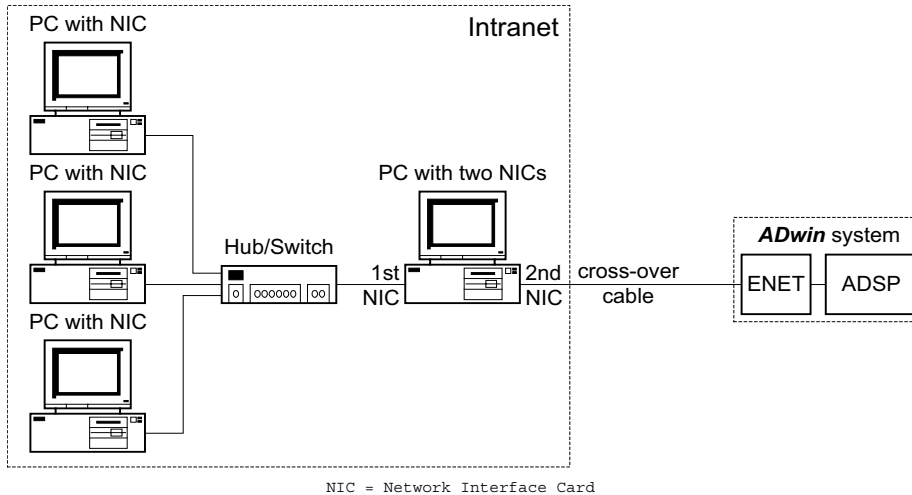 PC with NIC
Intranet
PC with NIC
PC with two NICs
Hub/Switch
1st
NIC
2nd
NIC
cross-over
cable
ADwin system
ENET
ADSP
PC with NIC
NIC = Network Interface Card